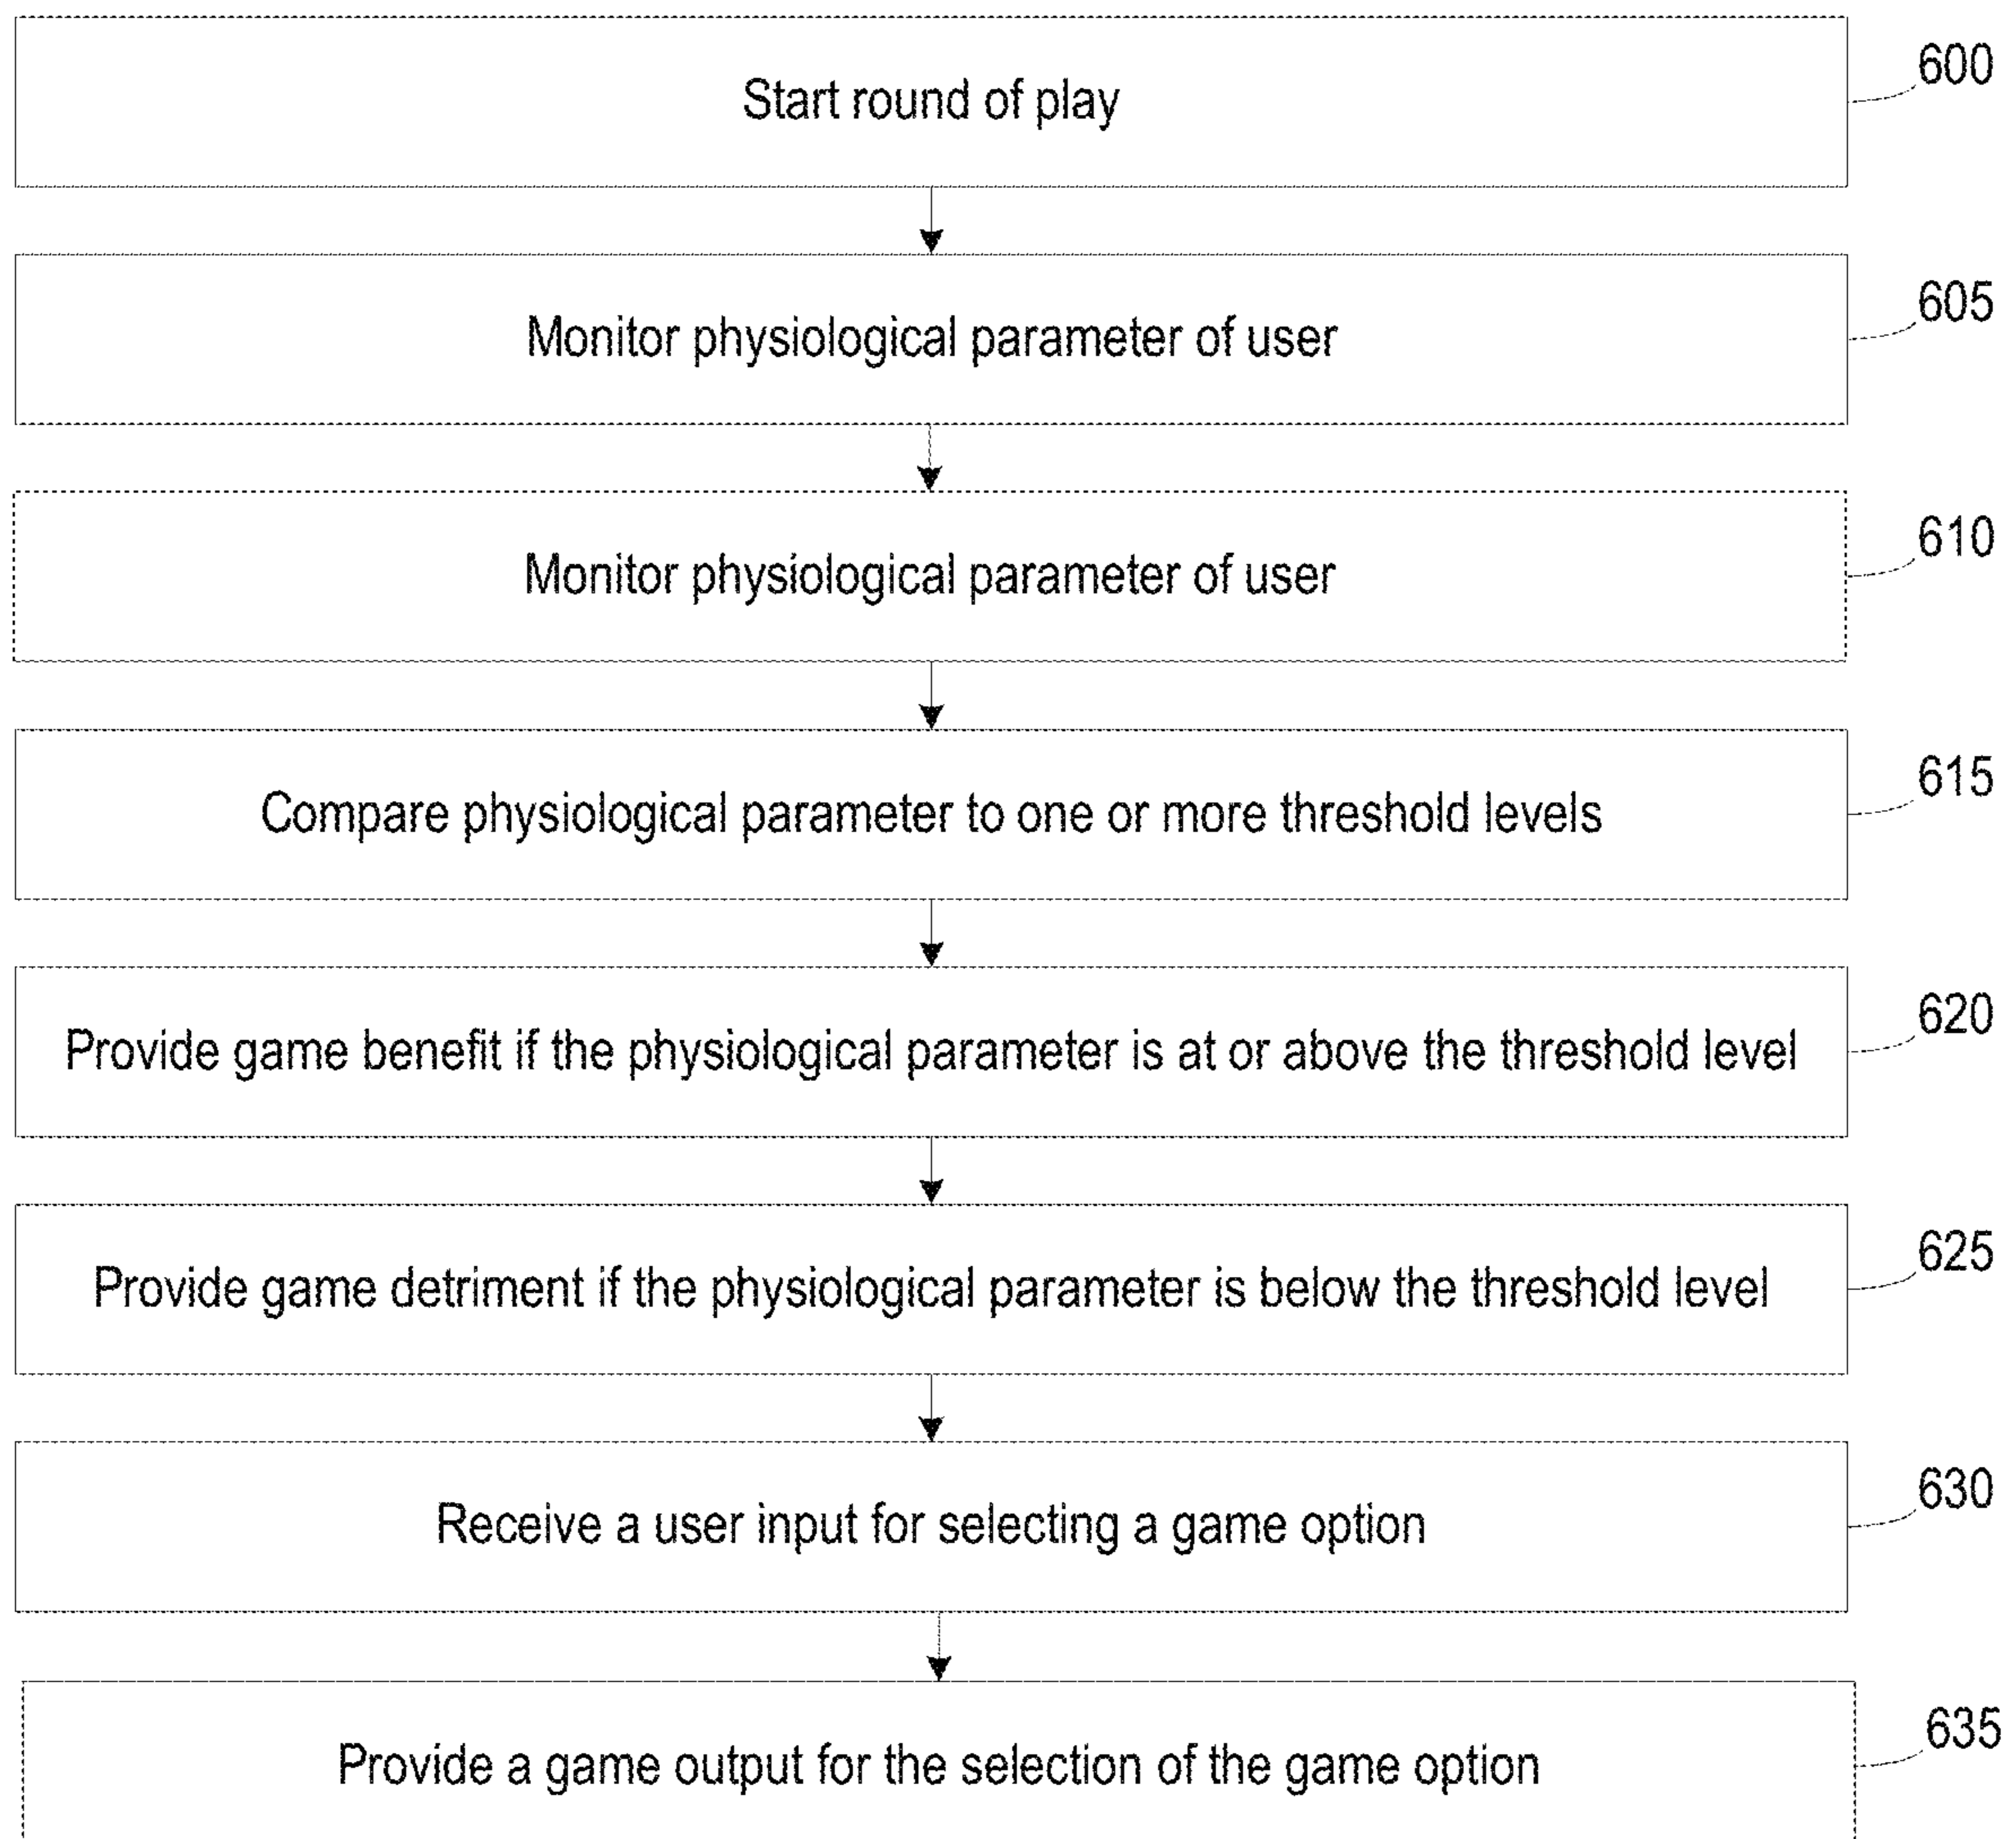 Start round of play
600
Monitor physiological parameter of user
605
Monitor physiological parameter of user
610
Compare physiological parameter to one or more threshold levels
615
Provide game benefit if the physiological parameter is at or above the threshold level
620
Provide game detriment if the physiological parameter is below the threshold level
625
Receive a user input for selecting a game option
630
Provide a game output for the selection of the game option
635